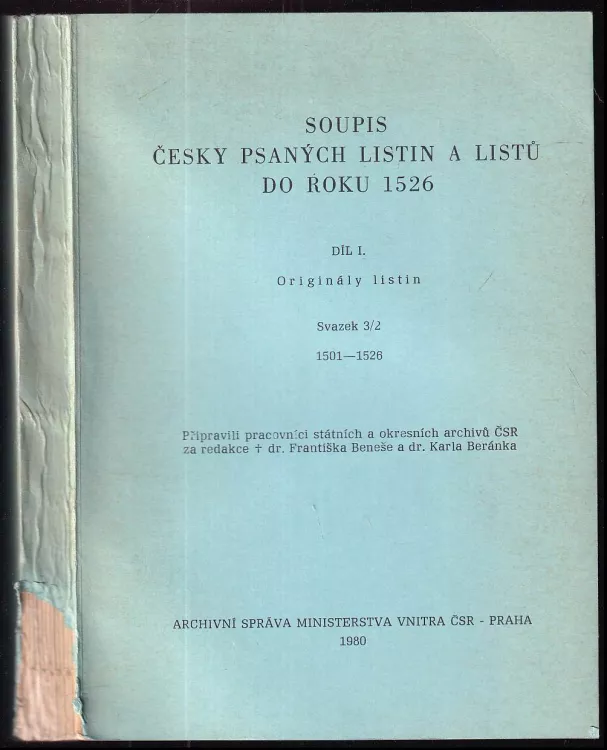 SOUPIS
ČESKY PSANÝCH LISTIN A LISTŮ
DO ROKU 1526
DÍL I.
Originály listin
Svazek 3/2
1501—1526
Připravili pracovníci státních a okresních archivů ČSR
za redakce † dr. Františka Beneše a dr. Karla Beránka
ARCHIVNÍ SPRÁVA MINISTERSTVA VNITRA ČSR - PRAHA
1980